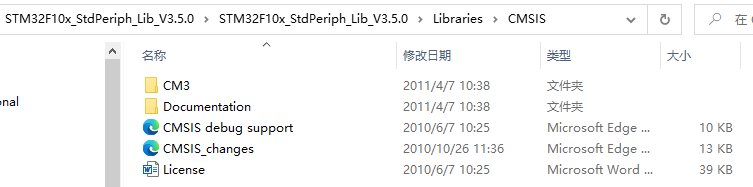 STM32F10x_StdPeriph_Lib_V3.5.0 > STM32F10x_StdPeriph_Lib_V3.5.0 > Libraries > CMSIS 在
名称 修改日期 类型 大小
CM3 2011/4/7 10:38 文件夹
onal
Documentation 2011/4/7 10:38 文件夹
CMSIS debug support 2010/6/7 10:25 Microsoft Edge ... 10 KB
CMSIS_changes 2010/10/26 11:36 Microsoft Edge ... 13 KB
License 2010/6/7 10:25 Microsoft Word ... 39 KB